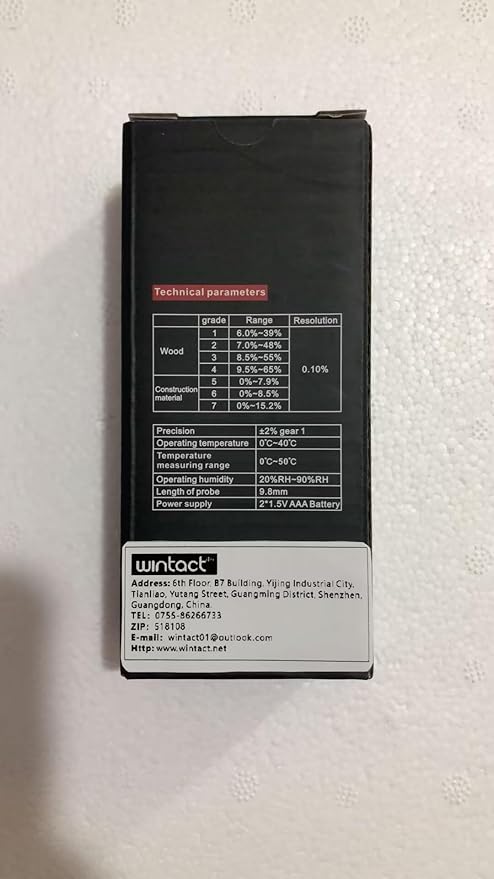 Technical parameters
grade Range Resolution
Wood 1 6.0%~39% 0.10%
2 7.0%~48%
3 8.5%~55%
4 9.5%~65%
Construction material 5 0%~7.9%
6 0%~8.5%
7 0%~15.2%
Precision ±2% gear 1
Operating temperature 0℃~40℃
Temperature measuring range 0℃~50℃
Operating humidity 20%RH~90%RH
Length of probe 9.8mm
Power supply 2*1.5V AAA Battery
wintact
Address: 6th Floor, B7 Building, Yijing Industrial City,
Tianliao, Yutang Street, Guangming District, Shenzhen,
Guangdong, China.
TEL: 0755-86266733
ZIP: 518108
E-mail: wintact01@outlook.com
Http: www.wintact.net